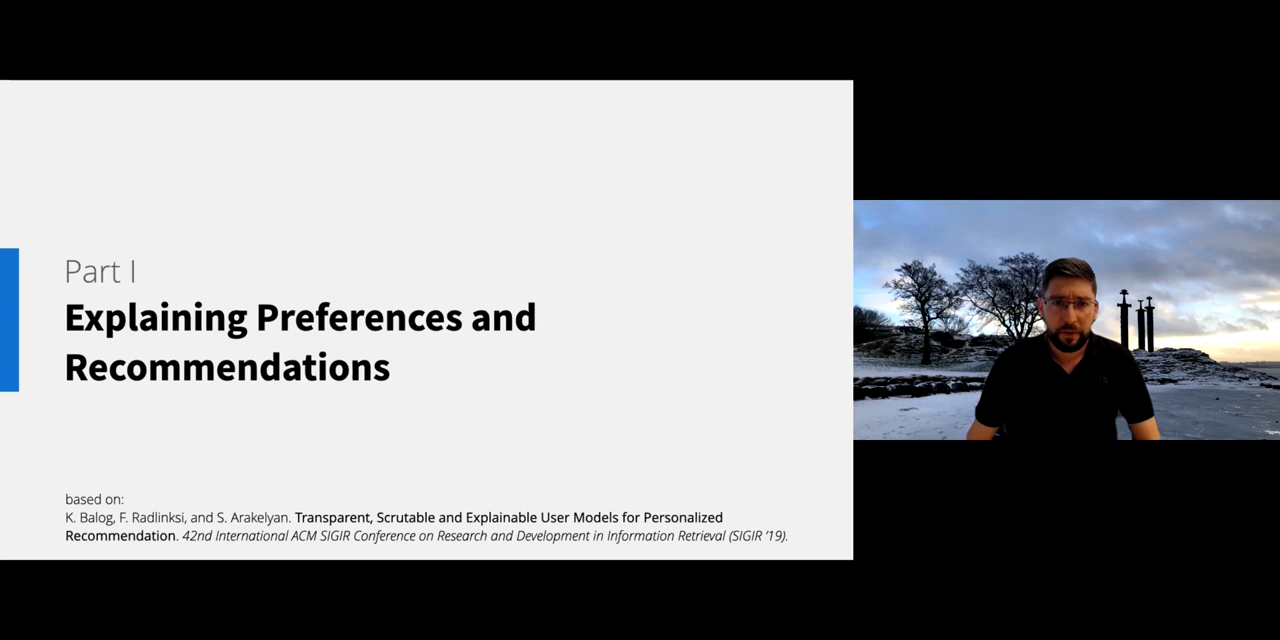 Part I
Explaining Preferences and
Recommendations
based on:
K. Balog, F. Radlinksi, and S. Arakelyan. Transparent, Scrutable and Explainable User Models for Personalized
Recommendation. 42nd International ACM SIGIR Conference on Research and Development in Information Retrieval (SIGIR ’19).